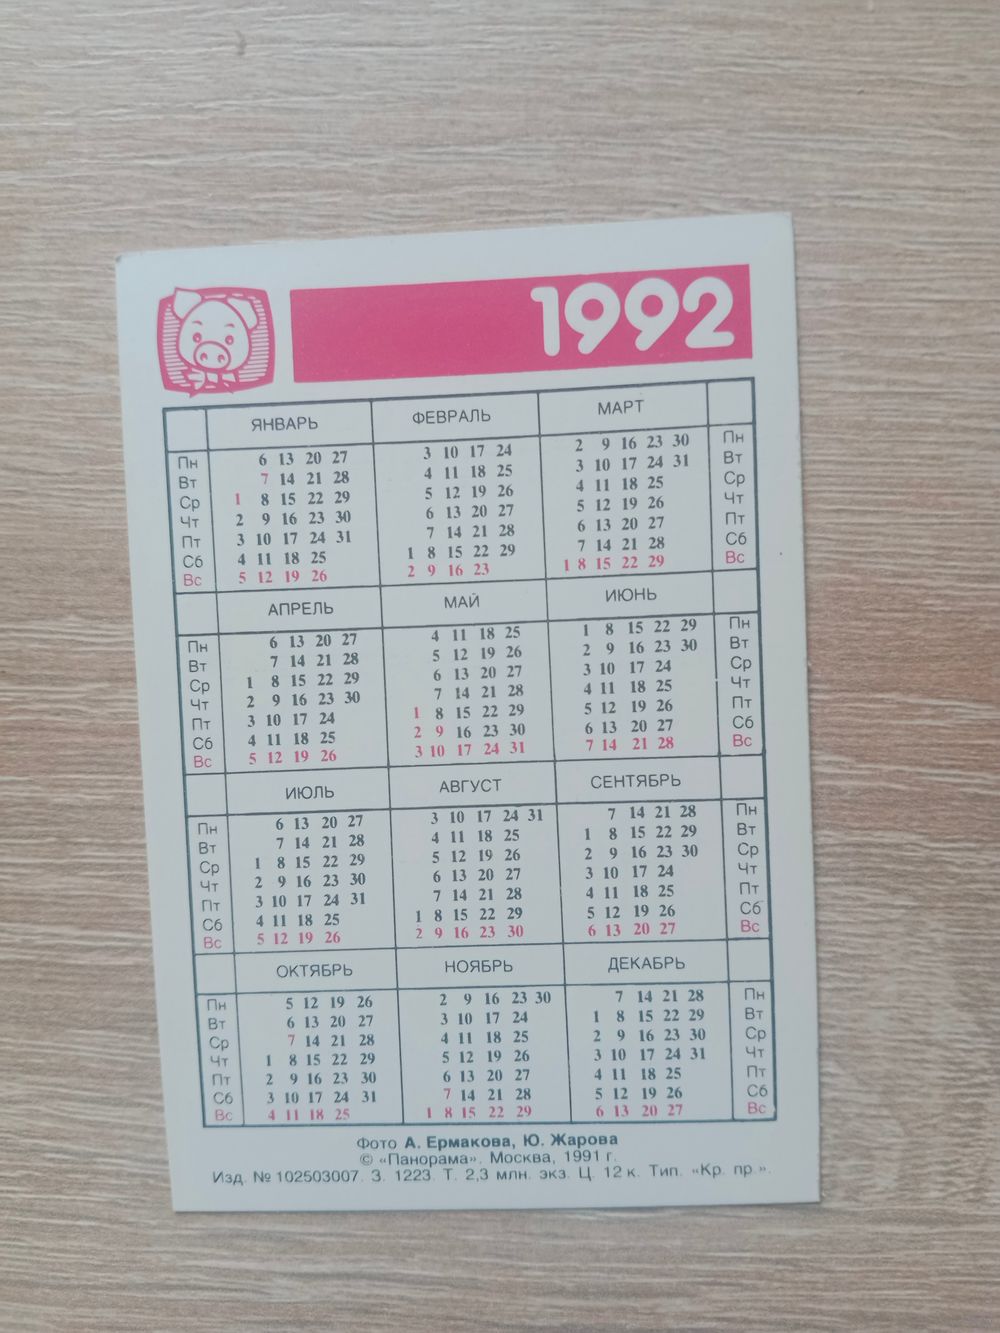 1992
ЯНВАРЬ ФЕВРАЛЬ МАРТ
Пн 6 13 20 27 3 10 17 24 2 9 16 23 30 Пн
Вт 7 14 21 28 4 11 18 25 3 10 17 24 31 Вт
Ср 1 8 15 22 29 5 12 19 26 4 11 18 25 Ср
Чт 2 9 16 23 30 6 13 20 27 5 12 19 26 Чт
Пт 3 10 17 24 31 7 14 21 28 6 13 20 27 Пт
Сб 4 11 18 25 1 8 15 22 29 7 14 21 28 Сб
Вс 5 12 19 26 2 9 16 23 1 8 15 22 29 Вс
АПРЕЛЬ МАЙ ИЮНЬ
Пн 6 13 20 27 4 11 18 25 1 8 15 22 29 Пн
Вт 7 14 21 28 5 12 19 26 2 9 16 23 30 Вт
Ср 1 8 15 22 29 6 13 20 27 3 10 17 24 Ср
Чт 2 9 16 23 30 7 14 21 28 4 11 18 25 Чт
Пт 3 10 17 24 1 8 15 22 29 5 12 19 26 Пт
Сб 4 11 18 25 2 9 16 23 30 6 13 20 27 Сб
Вс 5 12 19 26 3 10 17 24 31 7 14 21 28 Вс
ИЮЛЬ АВГУСТ СЕНТЯБРЬ
Пн 6 13 20 27 3 10 17 24 31 7 14 21 28 Пн
Вт 7 14 21 28 4 11 18 25 1 8 15 22 29 Вт
Ср 1 8 15 22 29 5 12 19 26 2 9 16 23 30 Ср
Чт 2 9 16 23 30 6 13 20 27 3 10 17 24 Чт
Пт 3 10 17 24 31 7 14 21 28 4 11 18 25 Пт
Сб 4 11 18 25 1 8 15 22 29 5 12 19 26 Сб
Вс 5 12 19 26 2 9 16 23 30 6 13 20 27 Вс
ОКТЯБРЬ НОЯБРЬ ДЕКАБРЬ
Пн 5 12 19 26 2 9 16 23 30 7 14 21 28 Пн
Вт 6 13 20 27 3 10 17 24 1 8 15 22 29 Вт
Ср 7 14 21 28 4 11 18 25 2 9 16 23 30 Ср
Чт 1 8 15 22 29 5 12 19 26 3 10 17 24 31 Чт
Пт 2 9 16 23 30 6 13 20 27 4 11 18 25 Пт
Сб 3 10 17 24 31 7 14 21 28 5 12 19 26 Сб
Вс 4 11 18 25 1 8 15 22 29 6 13 20 27 Вс
Фото А. Ермакова, Ю. Жарова
© «Панорама». Москва, 1991 г.
Изд. № 102503007. З. 1223. Т. 2,3 млн. экз. Ц. 12 к. Тип. «Кр. пр.».